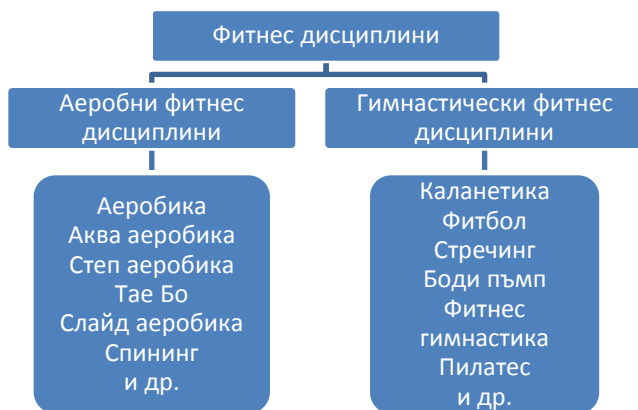 Фитнес дисциплини
Аеробни фитнес
дисциплини
Гимнастически фитнес
дисциплини
Аеробика
Аква аеробика
Степ аеробика
Тае Бо
Слайд аеробика
Спининг
и др.
Каланетика
Фитбол
Стречинг
Боди пъмп
Фитнес
гимнастика
Пилатес
и др.